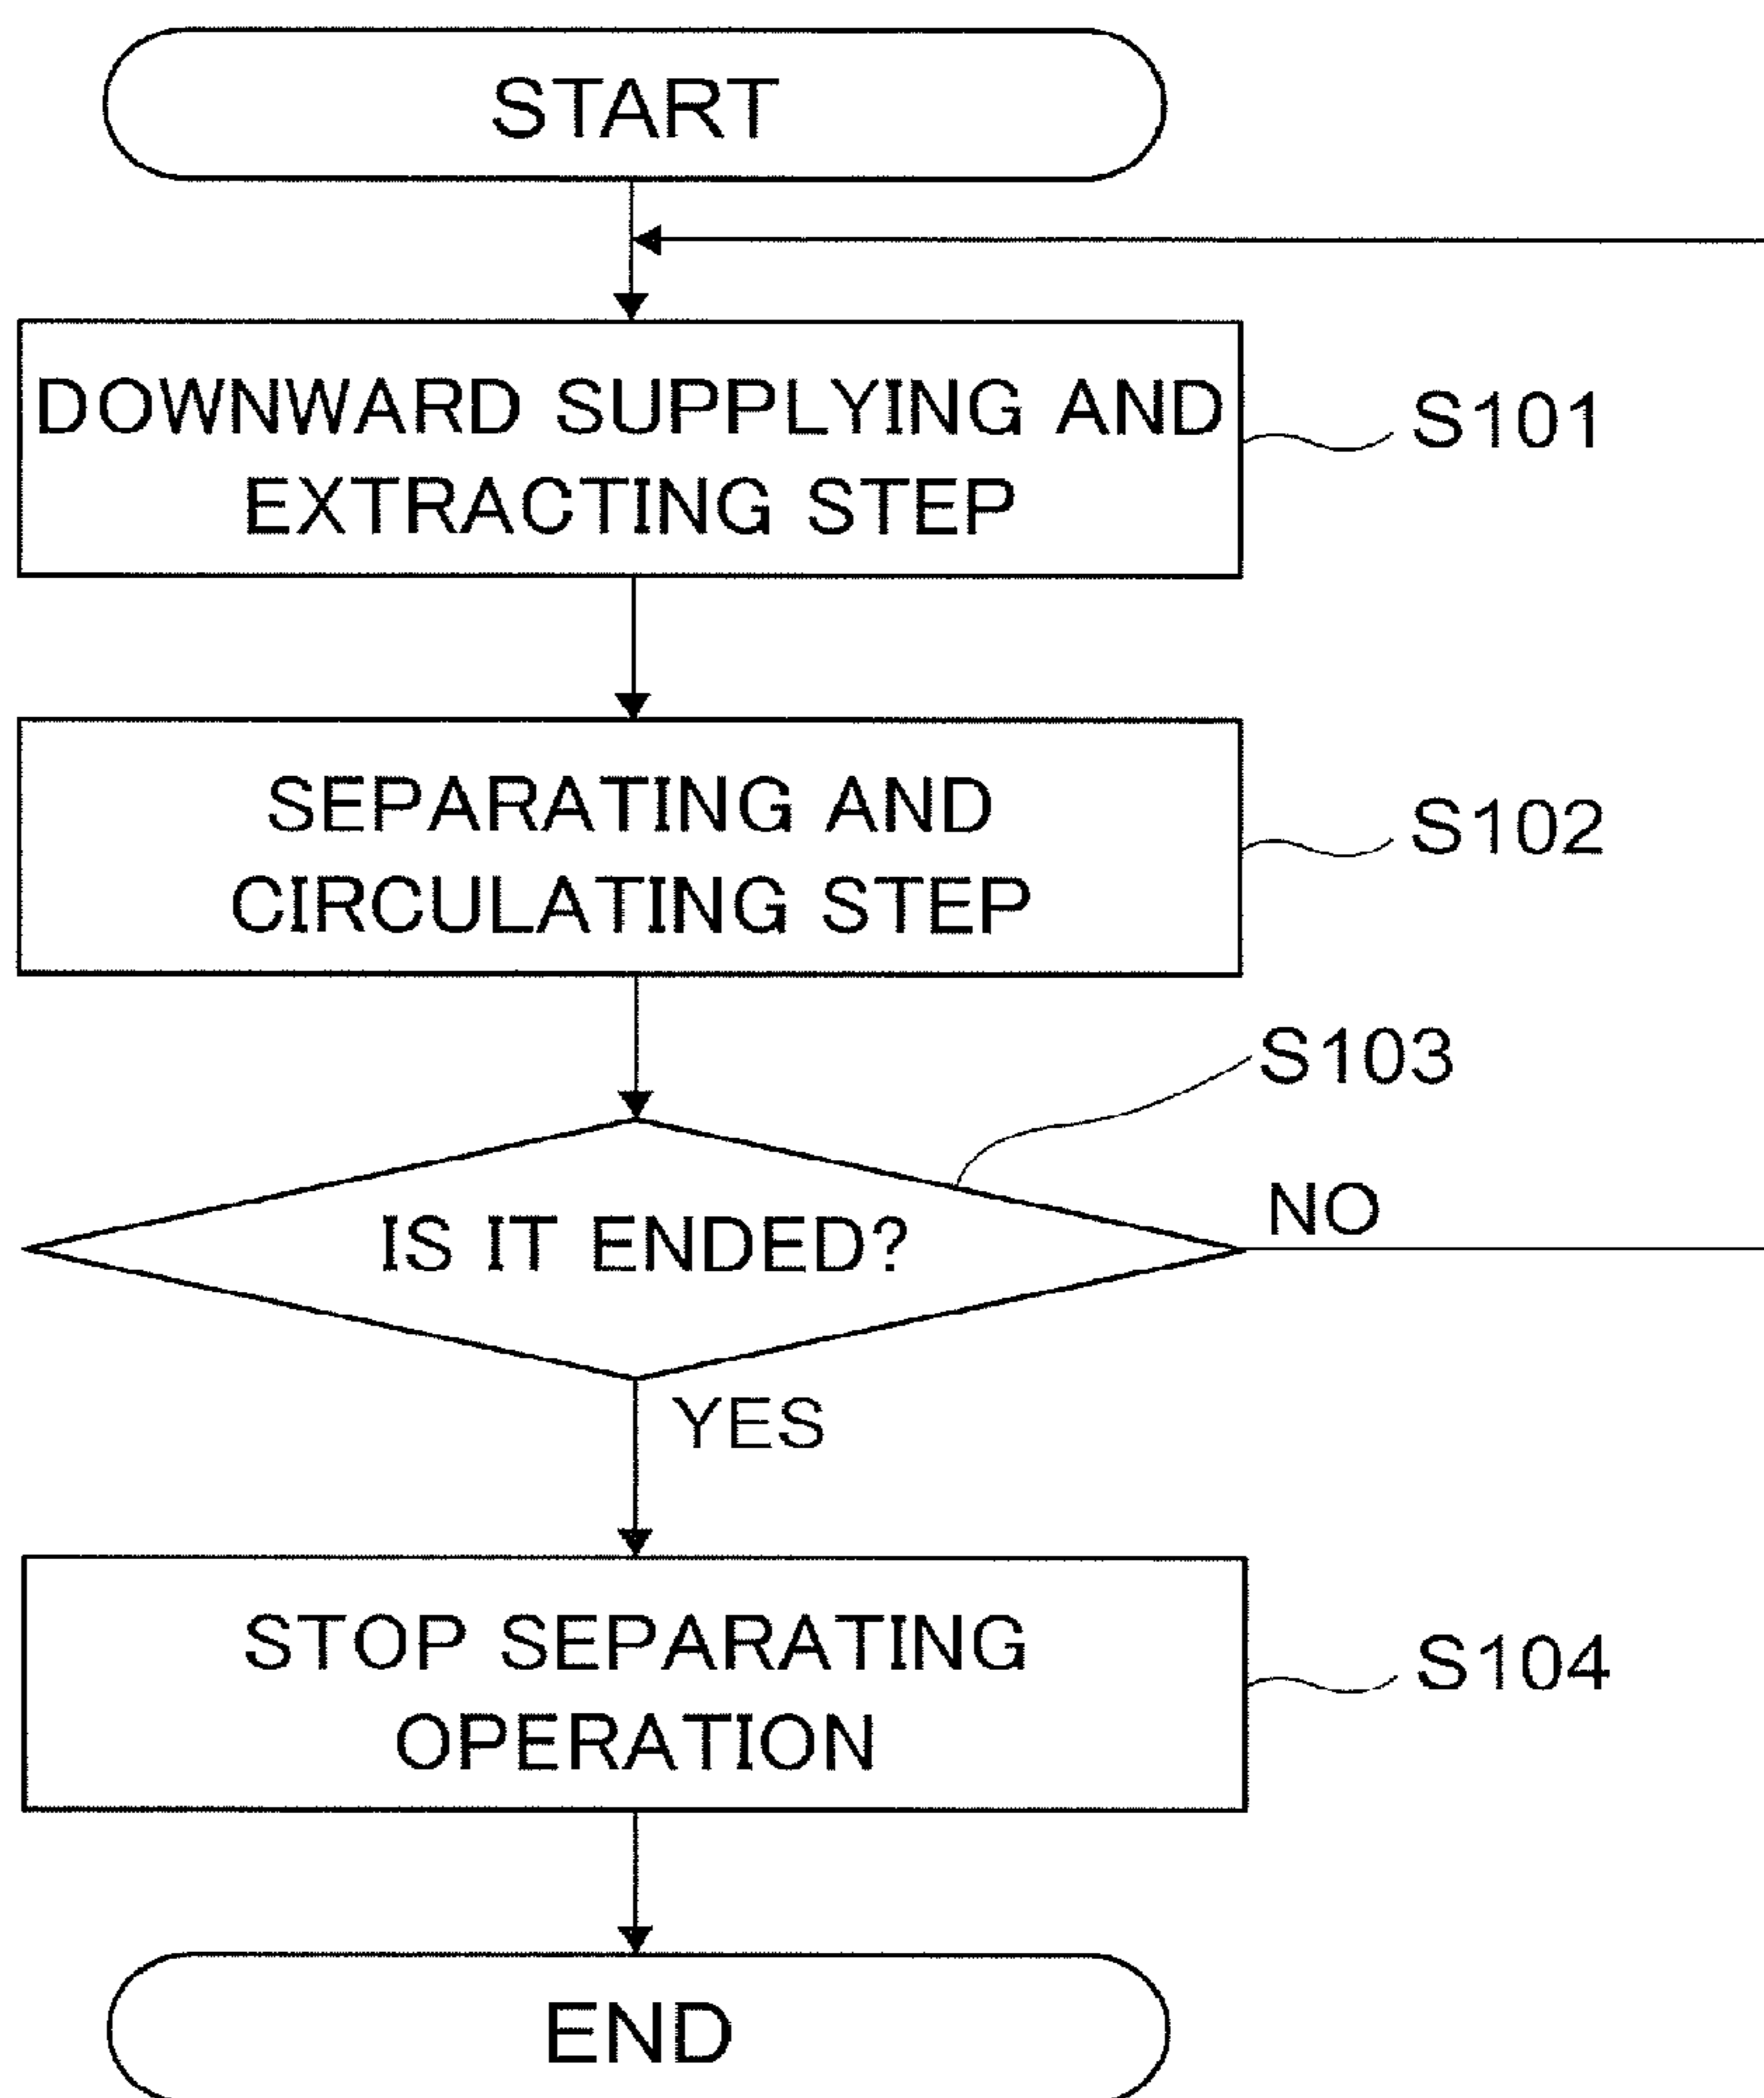 START
DOWNWARD SUPPLYING AND
EXTRACTING STEP
S101
SEPARATING AND
CIRCULATING STEP
S102
S103
IS IT ENDED?
NO
YES
STOP SEPARATING
OPERATION
S104
END